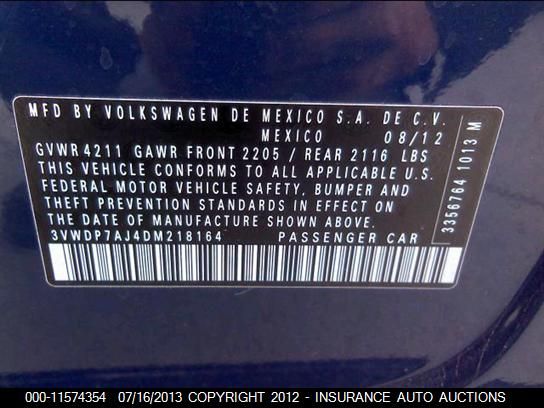 MFD BY VOLKSWAGEN DE MEXICO S.A. DE C.V.
MEXICO 08/12
GVWR 4211 GAWR FRONT 2205 / REAR 2116 LBS
THIS VEHICLE CONFORMS TO ALL APPLICABLE U.S.
FEDERAL MOTOR VEHICLE SAFETY, BUMPER AND
THEFT PREVENTION STANDARDS IN EFFECT ON
THE DATE OF MANUFACTURE SHOWN ABOVE.
3VWDP7AJ4DM218164 PASSENGER CAR
3356764 1013 M
000-11574354 07/16/2013 COPYRIGHT 2012 - INSURANCE AUTO AUCTIONS